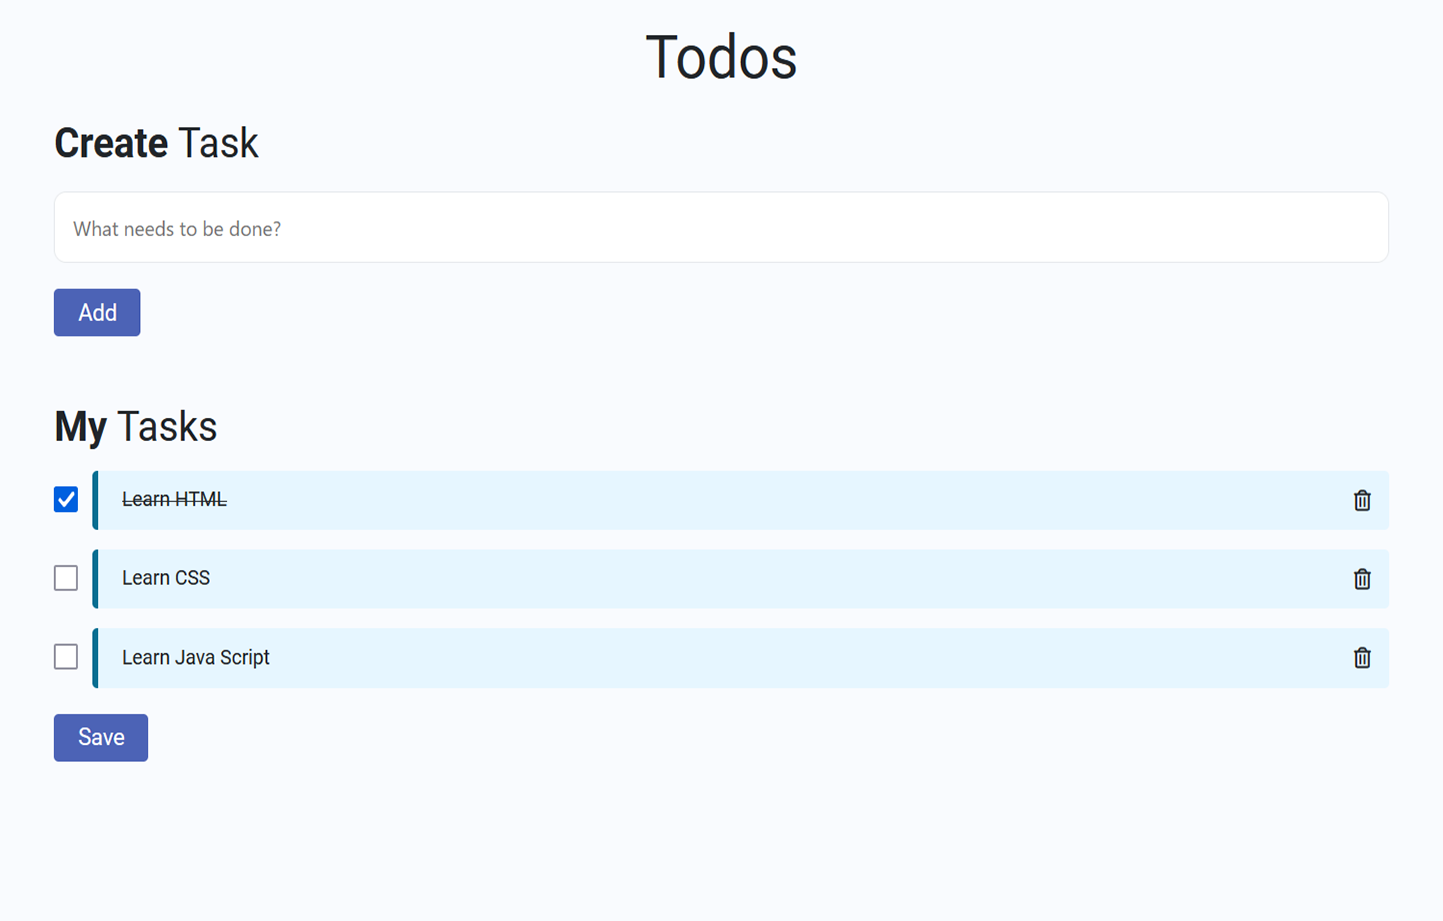 Todos
Create Task
What needs to be done?
Add
My Tasks
Learn HTML
Learn CSS
Learn Java Script
Save